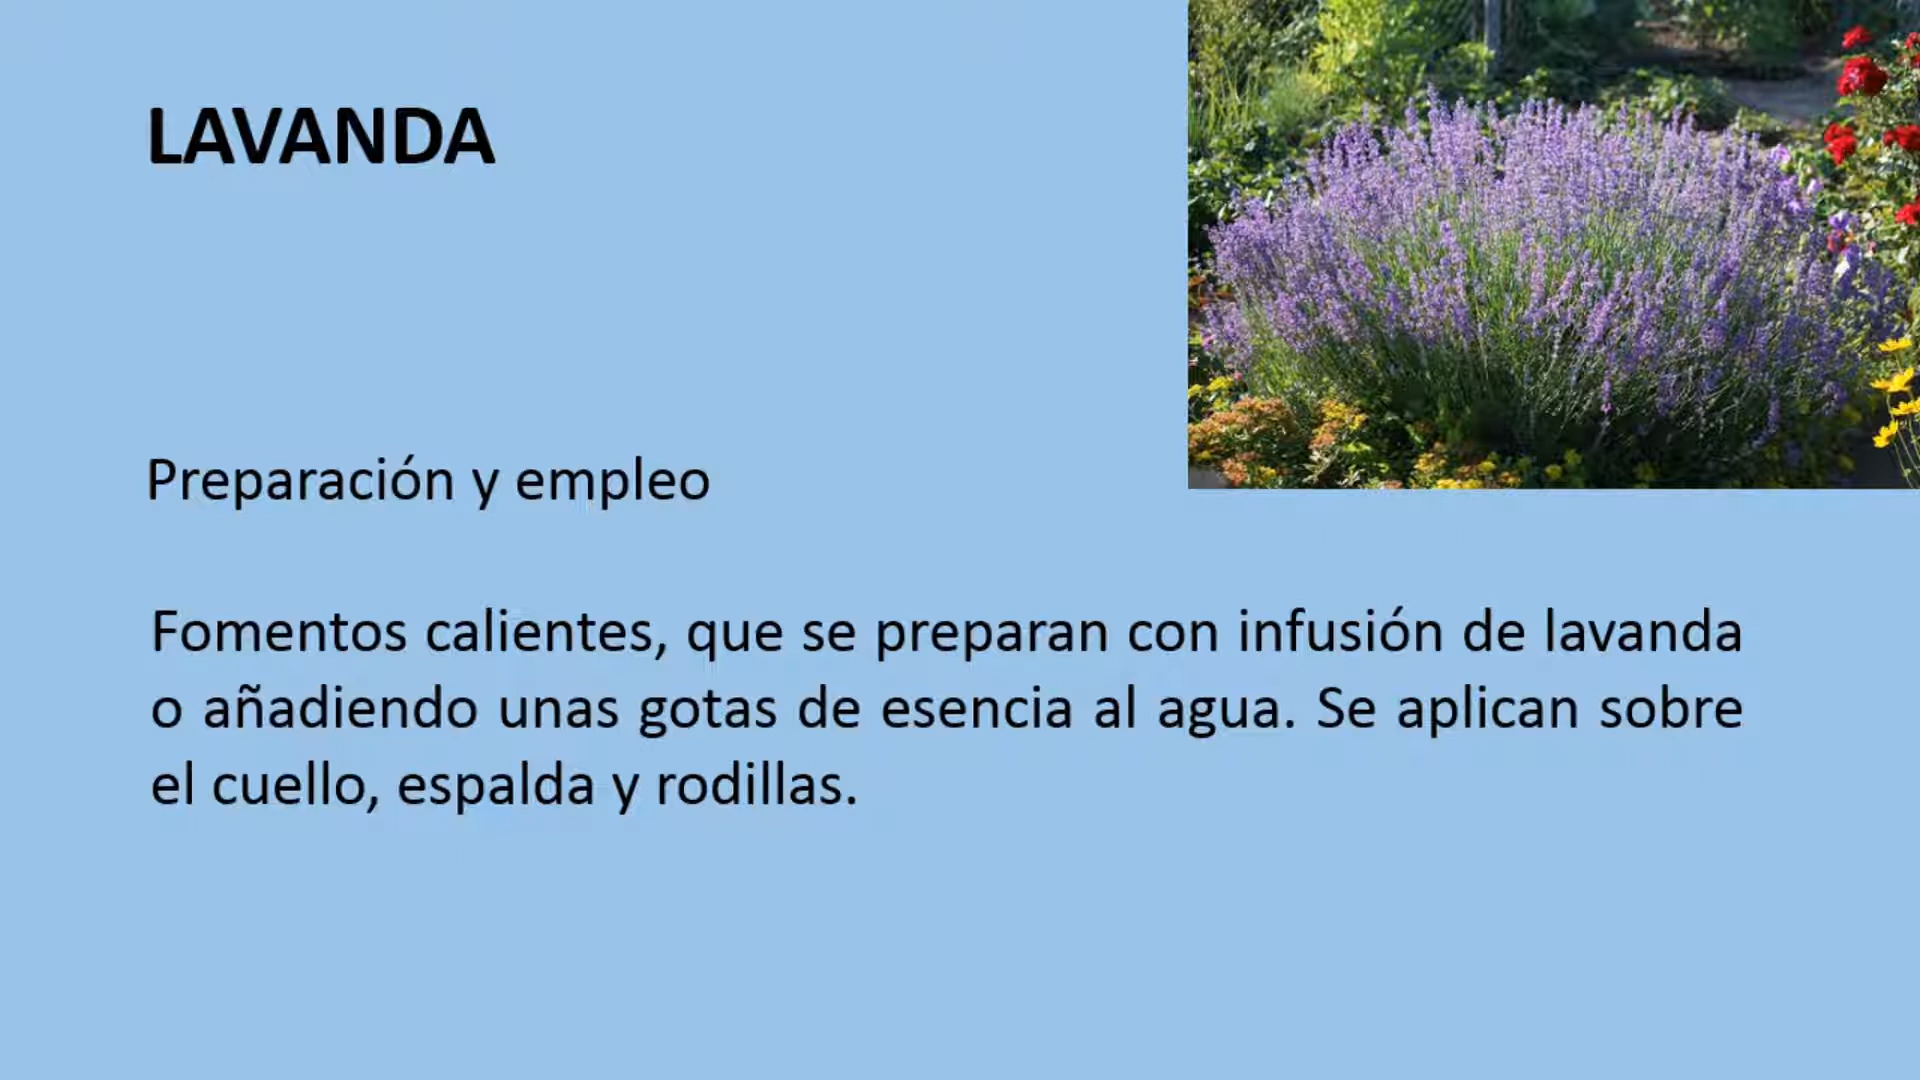 LAVANDA
Preparación y empleo
Fomentos calientes, que se preparan con infusión de lavanda
o añadiendo unas gotas de esencia al agua. Se aplican sobre
el cuello, espalda y rodillas.